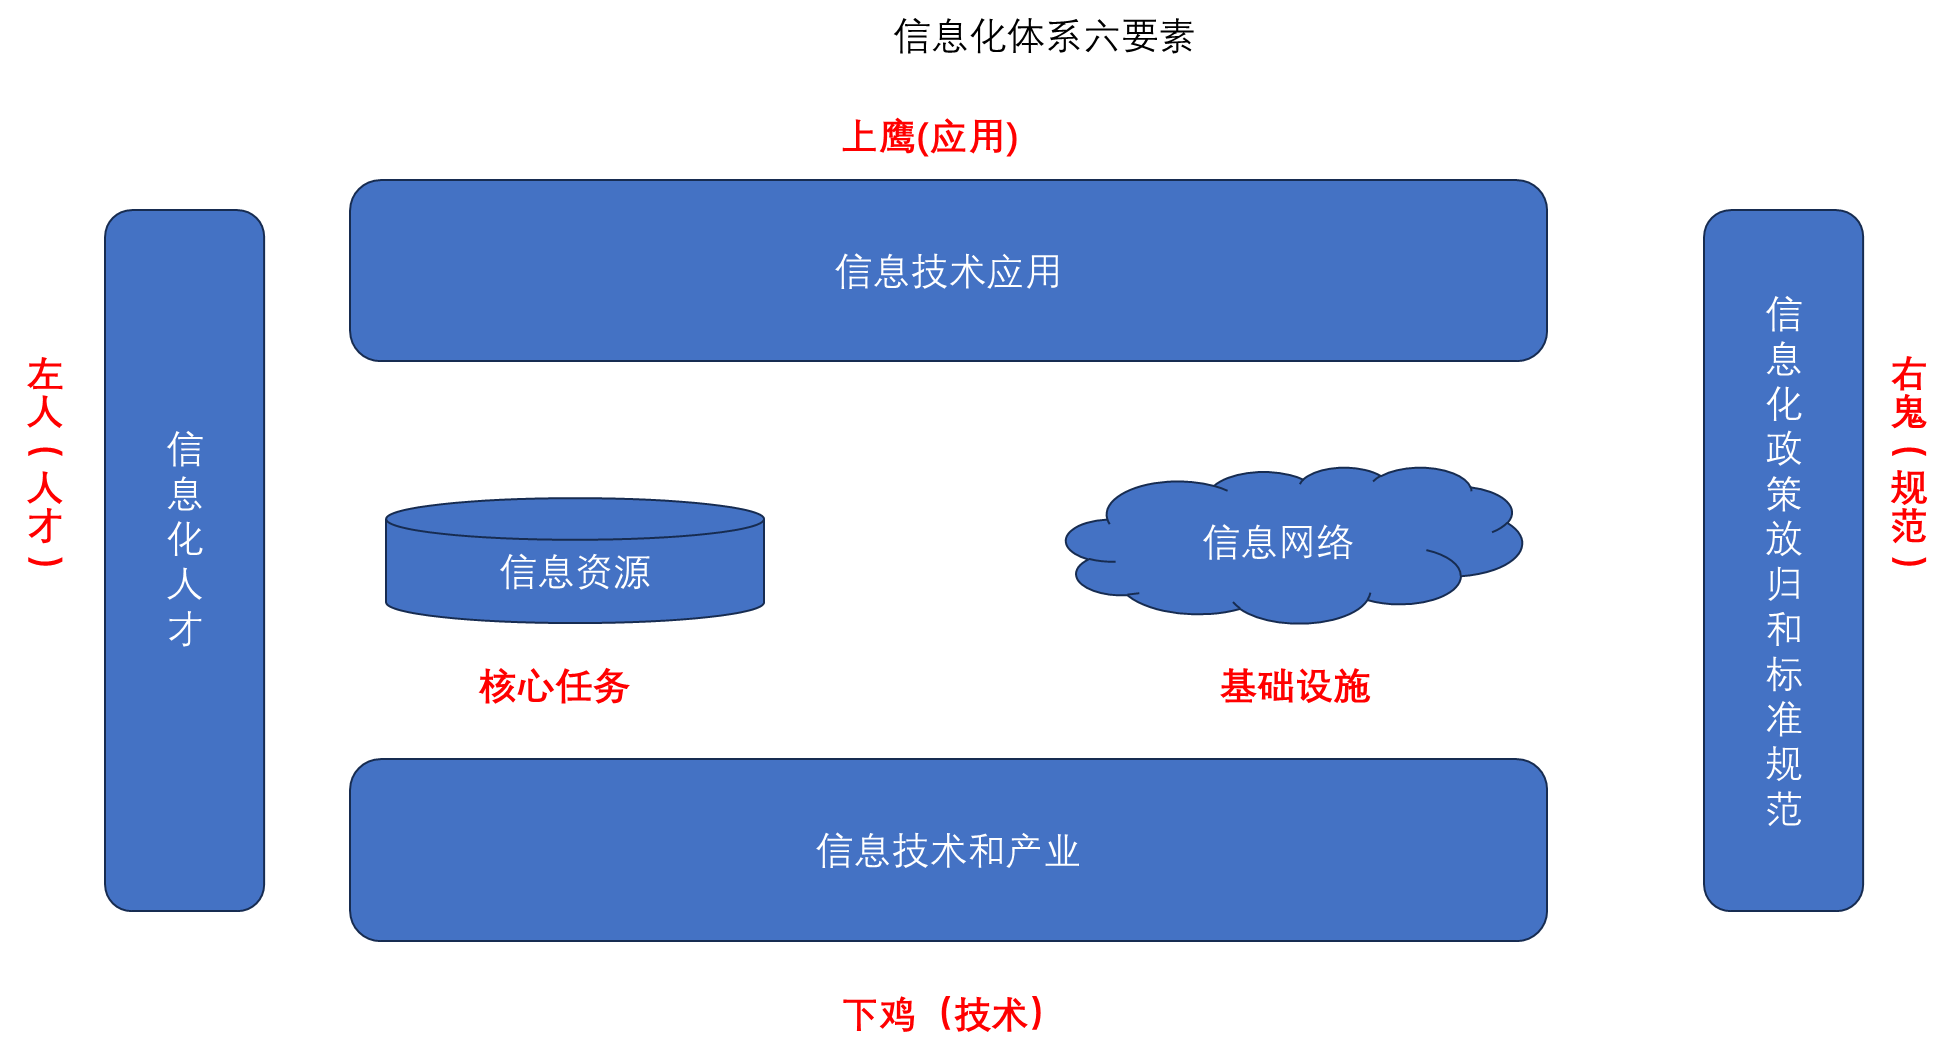 信息化体系六要素
上鹰(应用)
信息技术应用
左人(人才)
信息化人才
信息资源
信息网络
核心任务
基础设施
信息化政策放归和标准规范
右鬼(规范)
信息技术和产业
下鸡（技术）